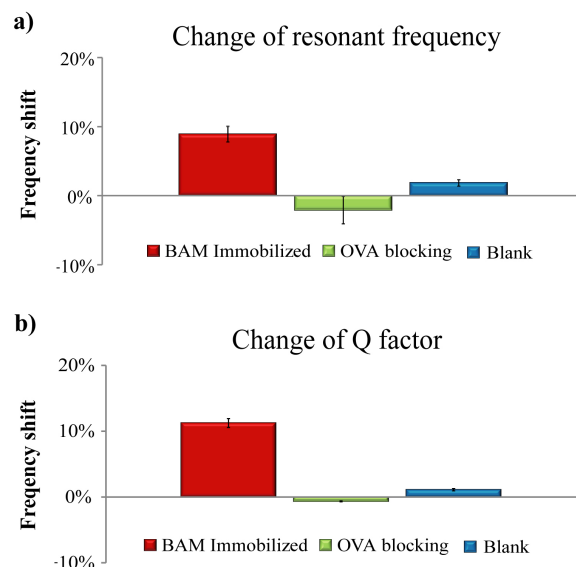 a)
Change of resonant frequency
20%
10%
0%
-10%
Freqency shift
BAM Immobilized OVA blocking Blank
b)
Change of Q factor
20%
10%
0%
-10%
Freqency shift
BAM Immobilized OVA blocking Blank